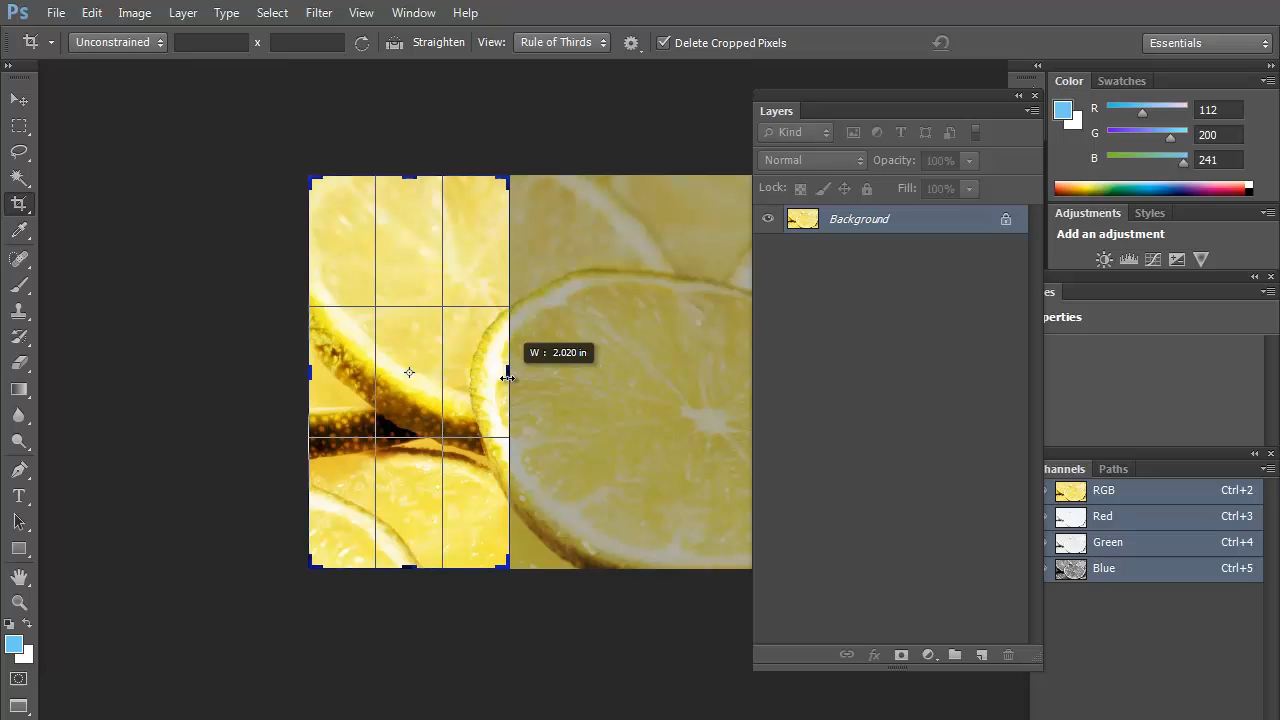 Ps File Edit Image Layer Type Select Filter View Window Help
Unconstrained x Straighten View: Rule of Thirds Delete Cropped Pixels Essentials
Color Swatches
R 112
G 200
B 241
Layers
Kind
Normal Opacity: 100%
Lock: Fill: 100%
Background
Adjustments Styles
Add an adjustment
es
roperties
W : 2.020 in
hannels Paths
RGB Ctrl+2
Red Ctrl+3
Green Ctrl+4
Blue Ctrl+5
T
fx